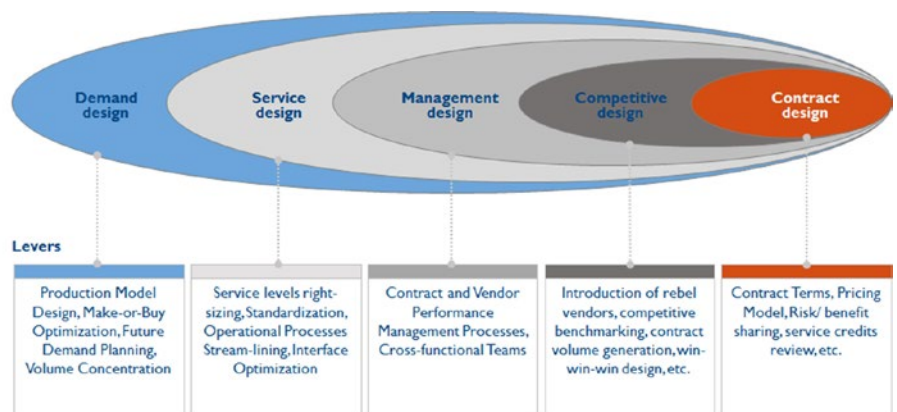 Demand
design
Service
design
Management
design
Competitive
design
Contract
design
Levers
Production Model
Design, Make-or-Buy
Optimization, Future
Demand Planning,
Volume Concentration
Service levels right-
sizing, Standardization,
Operational Processes
Stream-lining, Interface
Optimization
Contract and Vendor
Performance
Management Processes,
Cross-functional Teams
Introduction of rebel
vendors, competitive
benchmarking, contract
volume generation, win-
win-win design, etc.
Contract Terms, Pricing
Model, Risk/ benefit
sharing, service credits
review, etc.